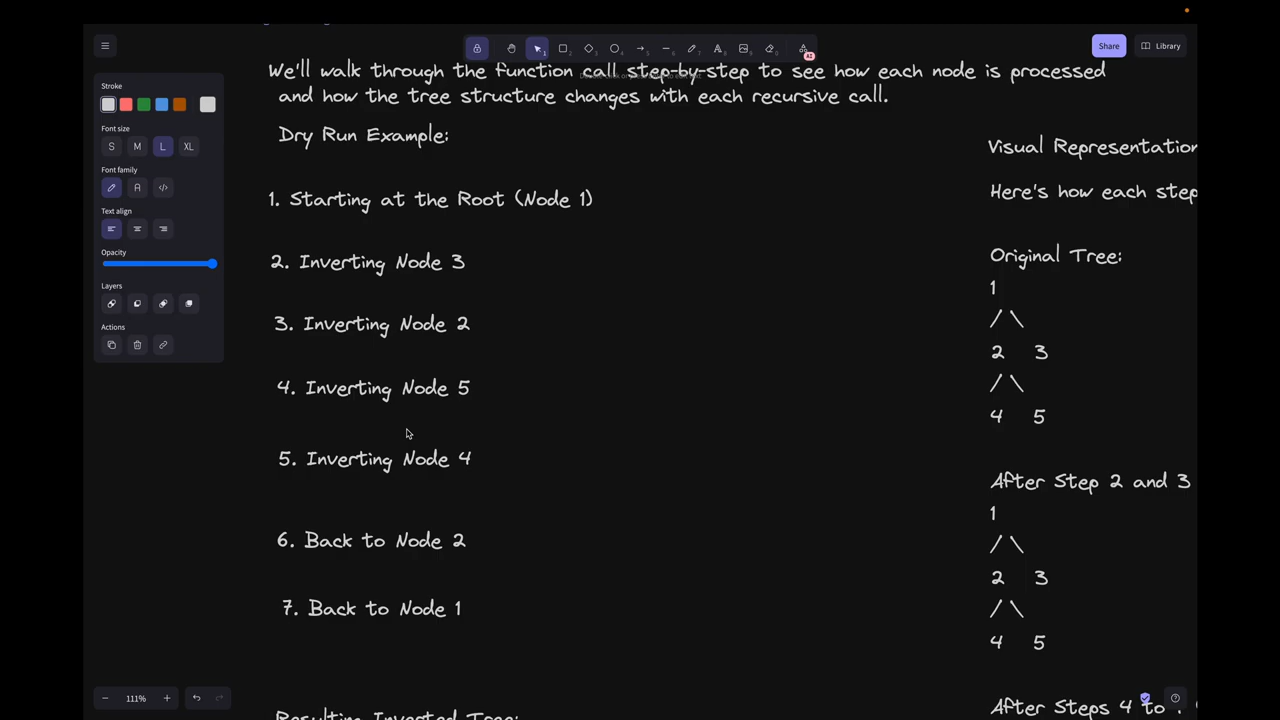 Share
Library
We'll walk through the function call step-by-step to see how each node is processed
and how the tree structure changes with each recursive call.
Stroke
Font size
S M L XL
Font family
A
Text align
Opacity
Layers
Actions
Dry Run Example:
1. Starting at the Root (Node 1)
2. Inverting Node 3
3. Inverting Node 2
4. Inverting Node 5
5. Inverting Node 4
6. Back to Node 2
7. Back to Node 1
Resulting Inverted Tree:
Visual Representation
Here's how each step
Original Tree:
1
/ \
2 3
/ \
4 5
After Step 2 and 3
1
/ \
2 3
/ \
4 5
After Steps 4 to
111%